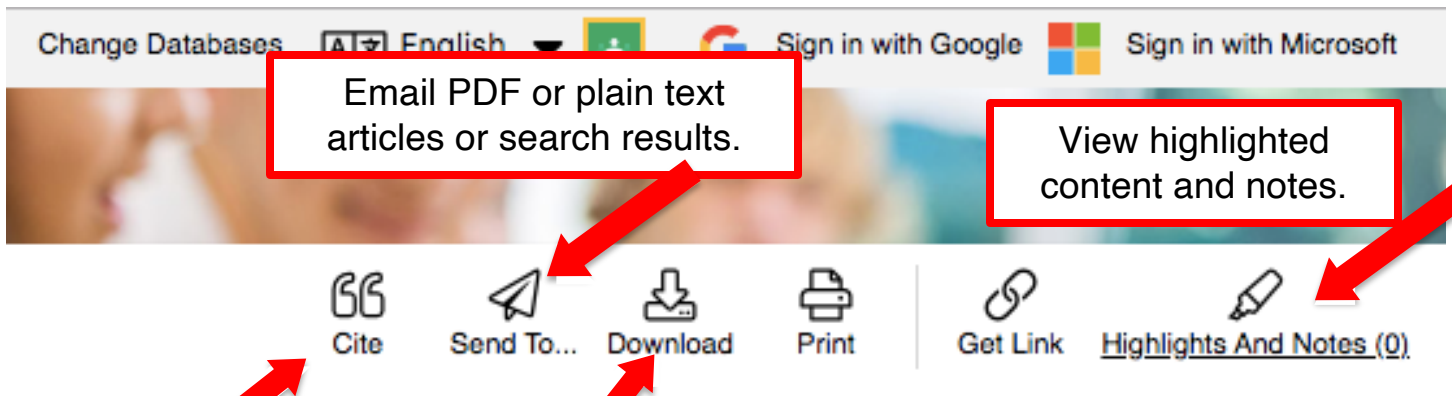 Change Databases English Sign in with Google Sign in with Microsoft
Email PDF or plain text
articles or search results.
View highlighted
content and notes.
Cite Send To... Download Print Get Link Highlights And Notes (0)